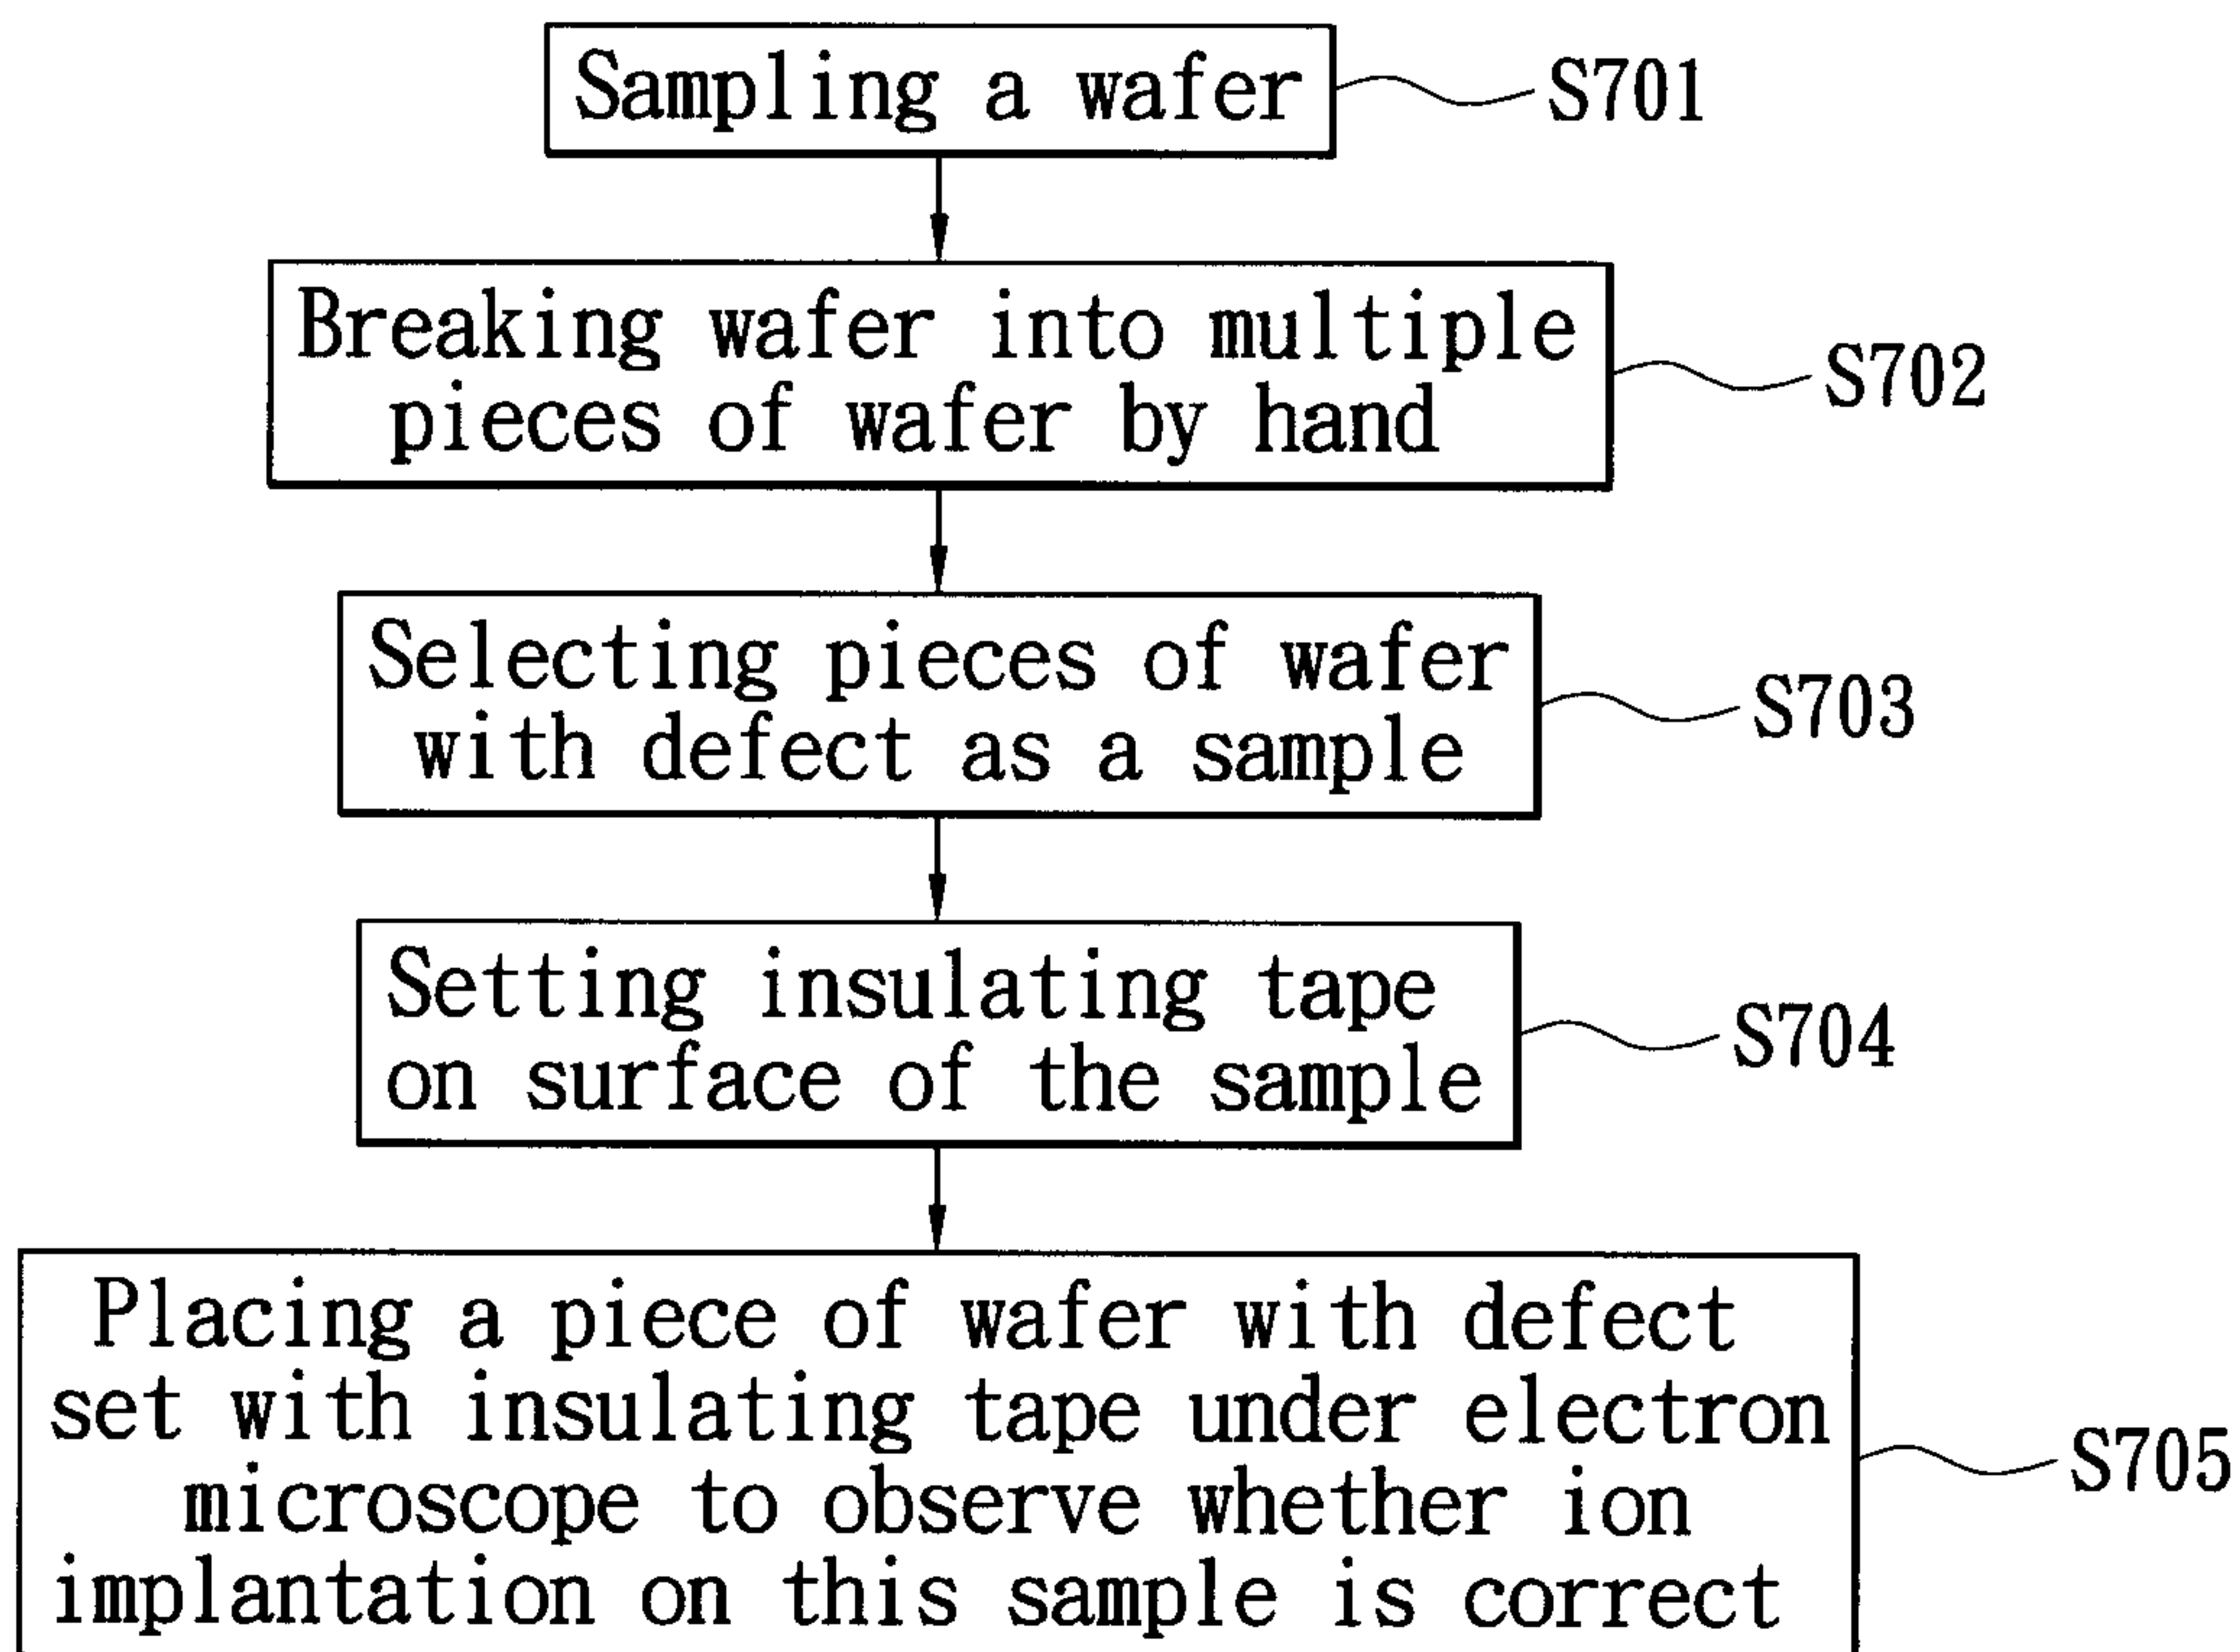 Sampling a wafer
S701
Breaking wafer into multiple
pieces of wafer by hand
S702
Selecting pieces of wafer
with defect as a sample
S703
Setting insulating tape
on surface of the sample
S704
Placing a piece of wafer with defect
set with insulating tape under electron
microscope to observe whether ion
implantation on this sample is correct
S705